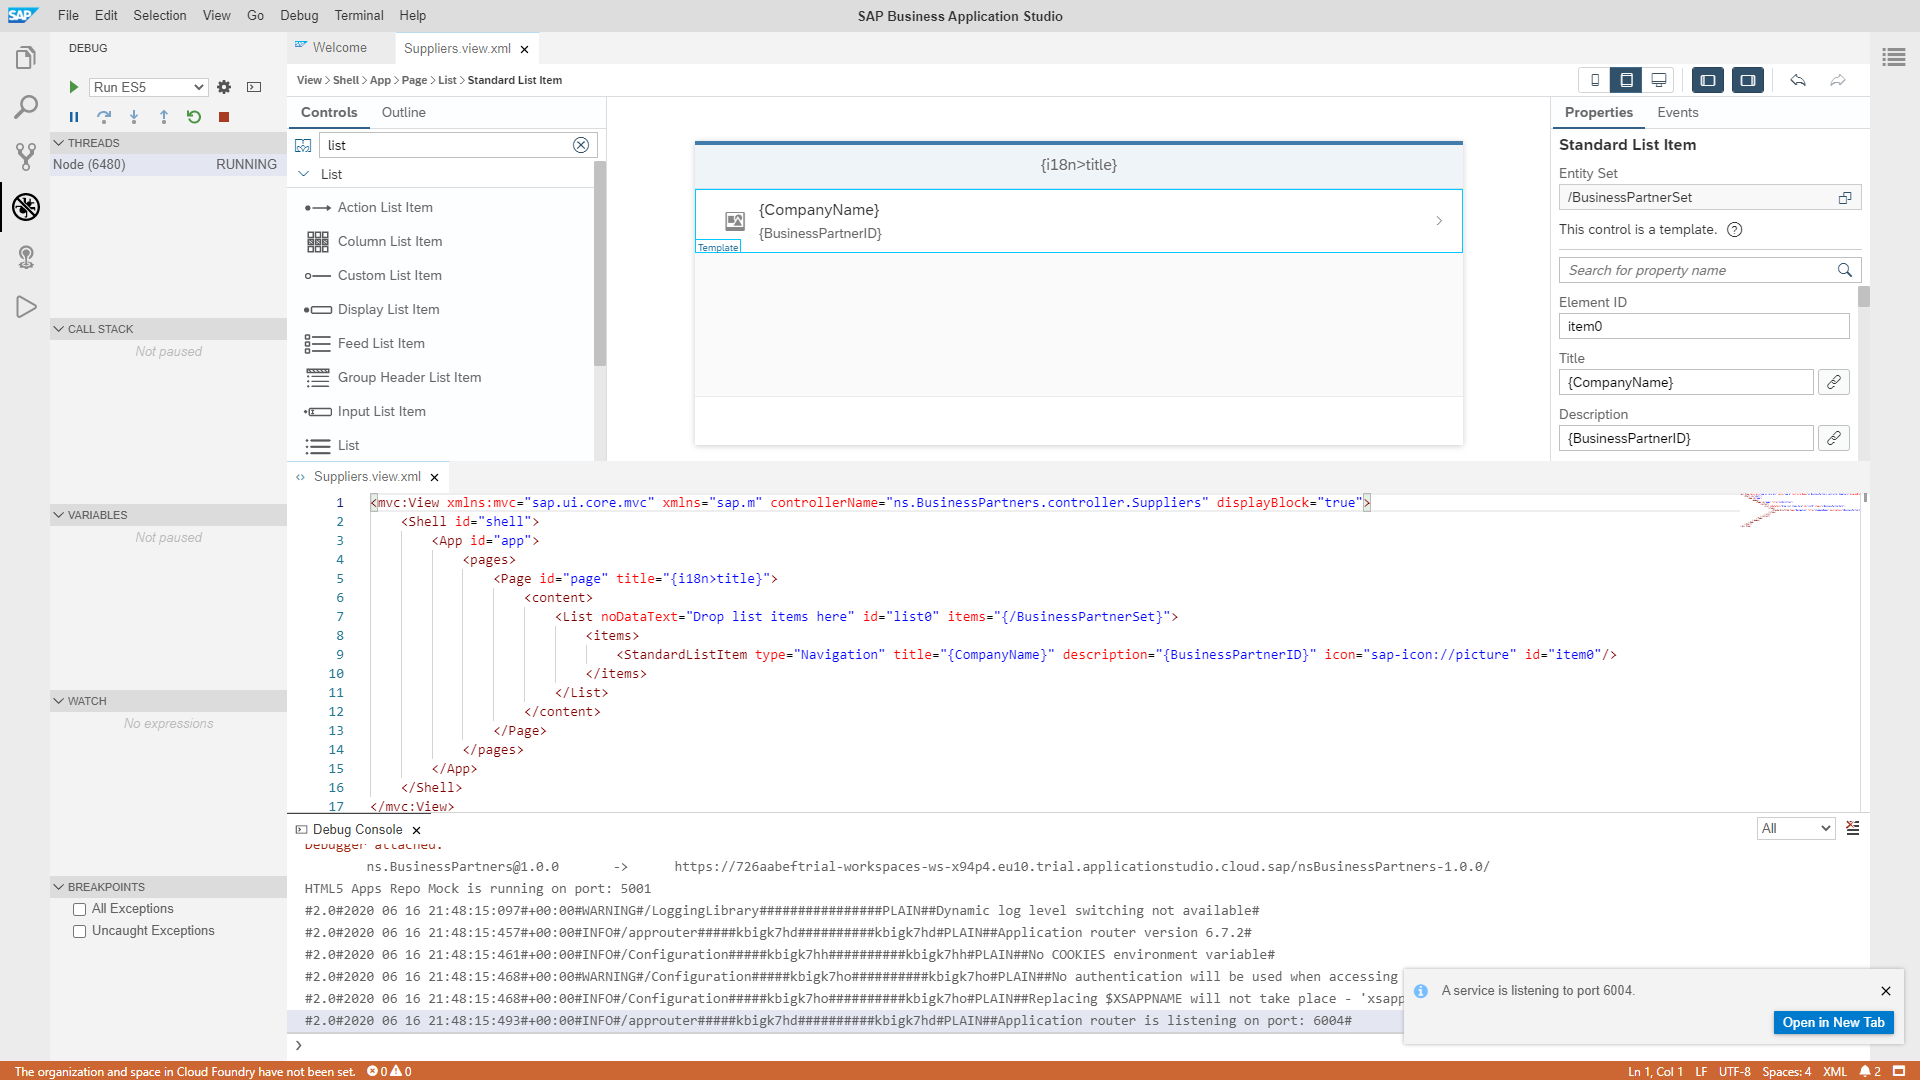 SAP File Edit Selection View Go Debug Terminal Help
SAP Business Application Studio
DEBUG
Run ES5
THREADS
Node (6480) RUNNING
CALL STACK
Not paused
VARIABLES
Not paused
WATCH
No expressions
BREAKPOINTS
All Exceptions
Uncaught Exceptions
Welcome Suppliers.view.xml
View > Shell > App > Page > List > Standard List Item
Controls Outline
list
List
Action List Item
Column List Item
Custom List Item
Display List Item
Feed List Item
Group Header List Item
Input List Item
List
{i18n>title}
{CompanyName}
{BusinessPartnerID}
Template
Properties Events
Standard List Item
Entity Set
/BusinessPartnerSet
This control is a template.
Search for property name
Element ID
item0
Title
{CompanyName}
Description
{BusinessPartnerID}
Suppliers.view.xml
1 <mvc:View xmlns:mvc="sap.ui.core.mvc" xmlns="sap.m" controllerName="ns.BusinessPartners.controller.Suppliers" displayBlock="true">
2 <Shell id="shell">
3 <App id="app">
4 <pages>
5 <Page id="page" title="{i18n>title}">
6 <content>
7 <List noDataText="Drop list items here" id="list0" items="{/BusinessPartnerSet}">
8 <items>
9 <StandardListItem type="Navigation" title="{CompanyName}" description="{BusinessPartnerID}" icon="sap-icon://picture" id="item0"/>
10 </items>
11 </List>
12 </content>
13 </Page>
14 </pages>
15 </App>
16 </Shell>
17 </mvc:View>
Debug Console
All
Debugger attached.
ns.BusinessPartners@1.0.0 -> https://726aabeftrial-workspaces-ws-x94p4.eu10.trial.applicationstudio.cloud.sap/nsBusinessPartners-1.0.0/
HTML5 Apps Repo Mock is running on port: 5001
#2.0#2020 06 16 21:48:15:097#+00:00#WARNING#/LoggingLibrary################PLAIN##Dynamic log level switching not available#
#2.0#2020 06 16 21:48:15:457#+00:00#INFO#/approuter#####kbigk7hd##########kbigk7hd#PLAIN##Application router version 6.7.2#
#2.0#2020 06 16 21:48:15:461#+00:00#INFO#/Configuration#####kbigk7hh##########kbigk7hh#PLAIN##No COOKIES environment variable#
#2.0#2020 06 16 21:48:15:468#+00:00#WARNING#/Configuration#####kbigk7ho##########kbigk7ho#PLAIN##No authentication will be used when accessing
#2.0#2020 06 16 21:48:15:468#+00:00#INFO#/Configuration#####kbigk7ho##########kbigk7ho#PLAIN##Replacing $XSAPPNAME will not take place - 'xsapp
#2.0#2020 06 16 21:48:15:493#+00:00#INFO#/approuter#####kbigk7hd##########kbigk7hd#PLAIN##Application router is listening on port: 6004#
A service is listening to port 6004.
Open in New Tab
The organization and space in Cloud Foundry have not been set. 0 0
Ln 1, Col 1 LF UTF-8 Spaces: 4 XML 2